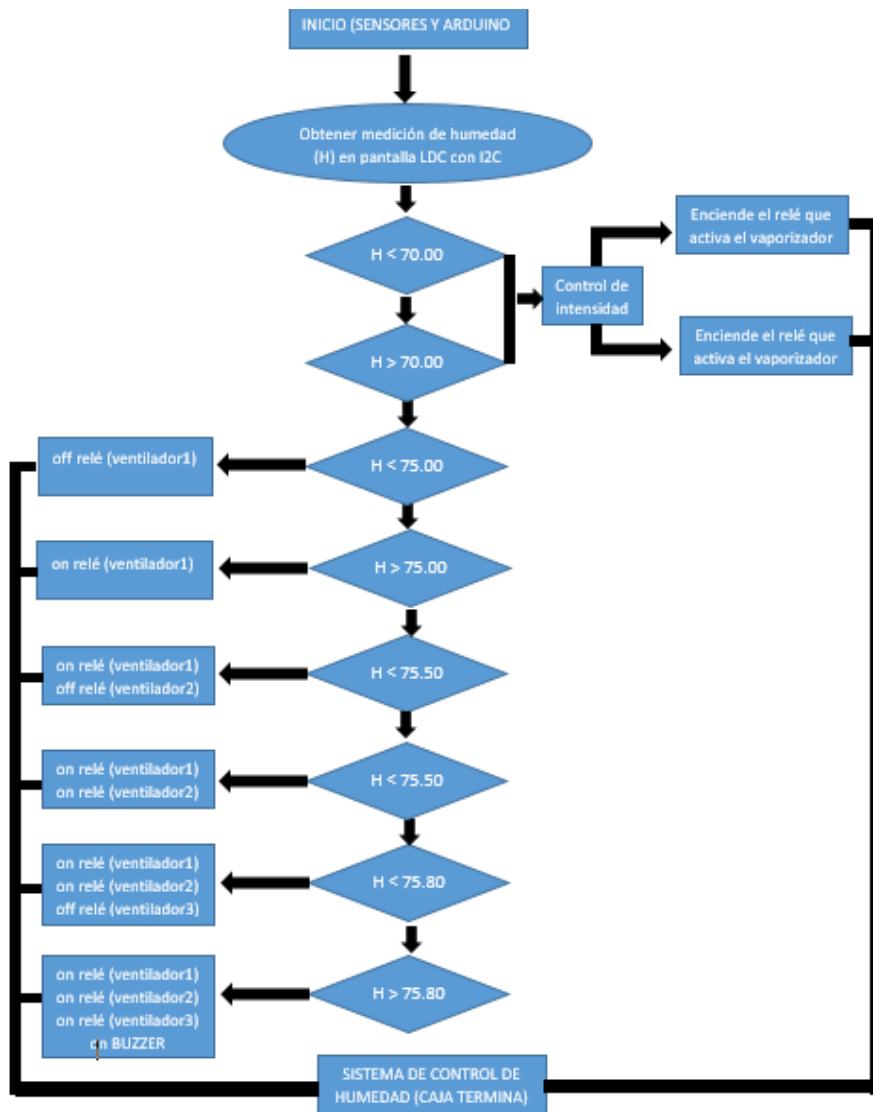 INICIO (SENSORES Y ARDUINO
Obtener medición de humedad
(H) en pantalla LDC con I2C
H < 70.00
Enciende el relé que
activa el vaporizador
Control de
intensidad
H > 70.00
Enciende el relé que
activa el vaporizador
off relé (ventilador1)
H < 75.00
on relé (ventilador1)
H > 75.00
on relé (ventilador1)
off relé (ventilador2)
H < 75.50
on relé (ventilador1)
on relé (ventilador2)
H < 75.50
on relé (ventilador1)
on relé (ventilador2)
off relé (ventilador3)
H < 75.80
on relé (ventilador1)
on relé (ventilador2)
on relé (ventilador3)
on BUZZER
H > 75.80
SISTEMA DE CONTROL DE
HUMEDAD (CAJA TERMINA)